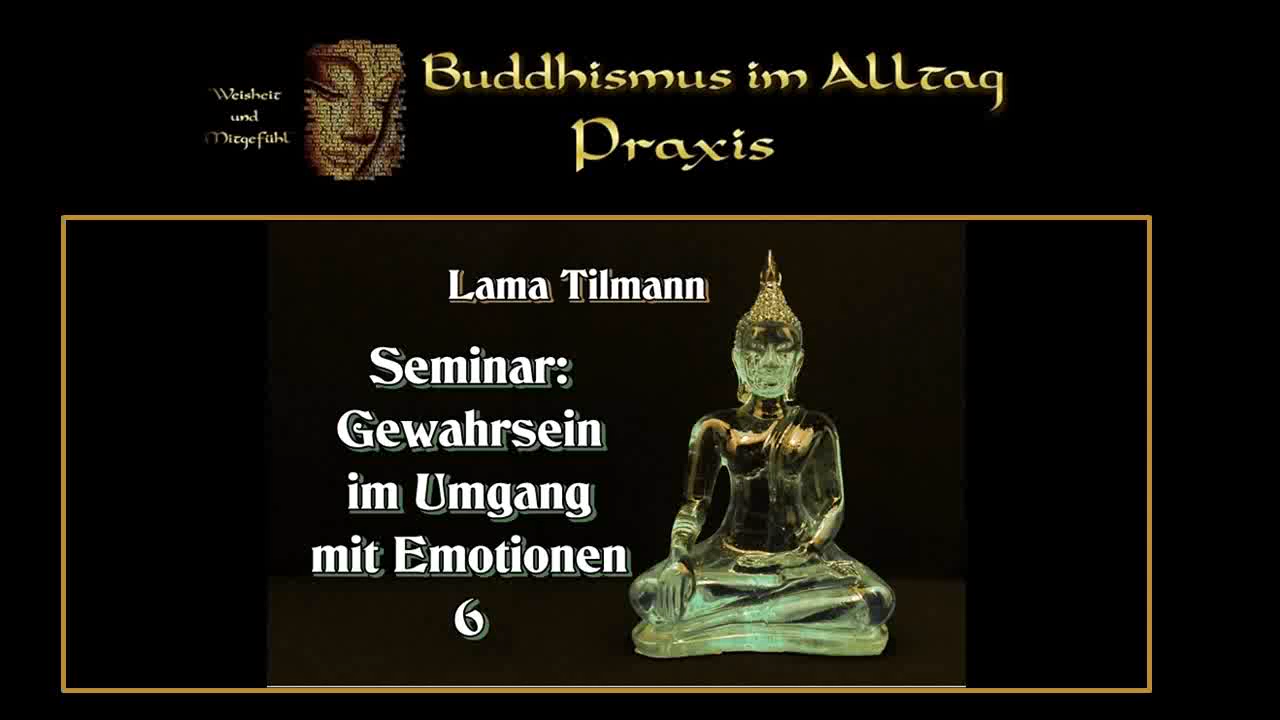 Weisheit
und
Mitgefühl
Buddhismus im Alltag
Praxis
Lama Tilmann
Seminar:
Gewahrsein
im Umgang
mit Emotionen
6